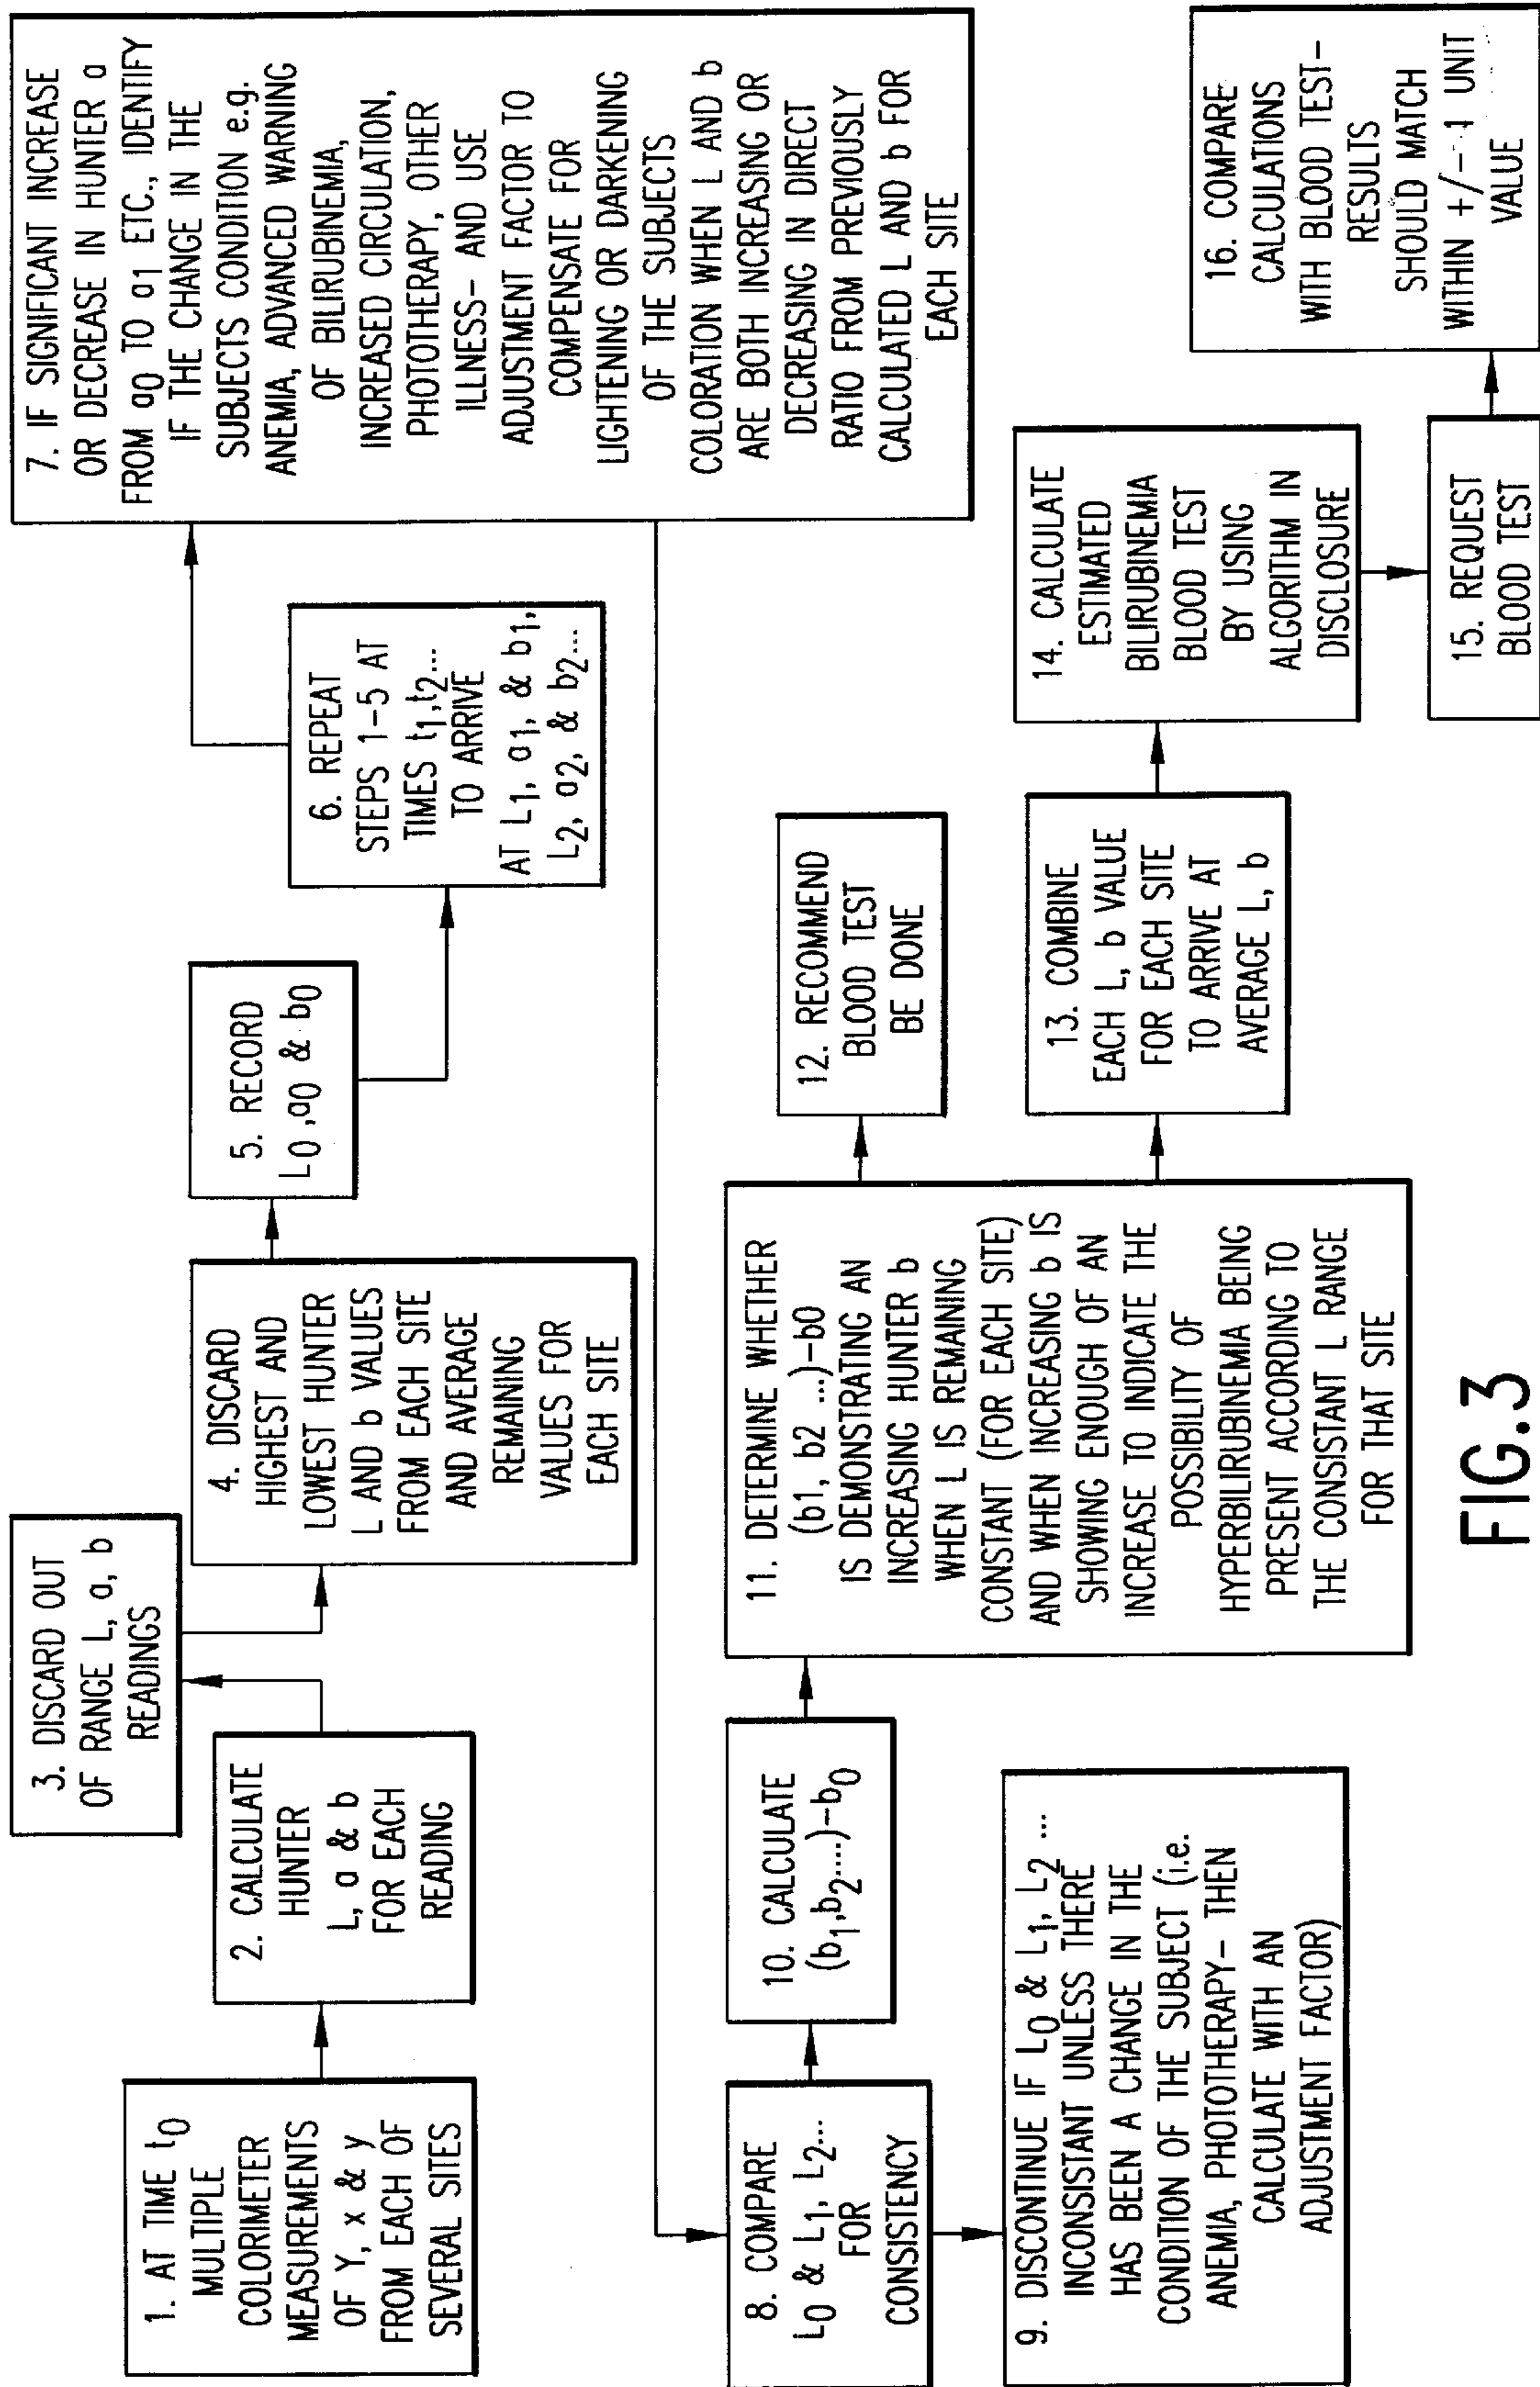 1. AT TIME t0
MULTIPLE
COLORIMETER
MEASUREMENTS
OF Y, x & y
FROM EACH OF
SEVERAL SITES
2. CALCULATE
HUNTER
L, a & b
FOR EACH
READING
3. DISCARD OUT
OF RANGE L, a, b
READINGS
4. DISCARD
HIGHEST AND
LOWEST HUNTER
L AND b VALUES
FROM EACH SITE
AND AVERAGE
REMAINING
VALUES FOR
EACH SITE
5. RECORD
L0 ,a0 & b0
6. REPEAT
STEPS 1-5 AT
TIMES t1,t2...
TO ARRIVE
AT L1, a1, & b1,
L2, a2, & b2...
7. IF SIGNIFICANT INCREASE
OR DECREASE IN HUNTER a
FROM a0 TO a1 ETC., IDENTIFY
IF THE CHANGE IN THE
SUBJECTS CONDITION e.g.
ANEMIA, ADVANCED WARNING
OF BILIRUBINEMIA,
INCREASED CIRCULATION,
PHOTOTHERAPY, OTHER
ILLNESS- AND USE
ADJUSTMENT FACTOR TO
COMPENSATE FOR
LIGHTENING OR DARKENING
OF THE SUBJECTS
COLORATION WHEN L AND b
ARE BOTH INCREASING OR
DECREASING IN DIRECT
RATIO FROM PREVIOUSLY
CALCULATED L AND b FOR
EACH SITE
8. COMPARE
L0 & L1, L2...
FOR
CONSISTENCY
9. DISCONTINUE IF L0 & L1, L2 ...
INCONSISTANT UNLESS THERE
HAS BEEN A CHANGE IN THE
CONDITION OF THE SUBJECT (i.e.
ANEMIA, PHOTOTHERAPY- THEN
CALCULATE WITH AN
ADJUSTMENT FACTOR)
10. CALCULATE
(b1,b2....)-b0
11. DETERMINE WHETHER
(b1, b2 ...)-b0
IS DEMONSTRATING AN
INCREASING HUNTER b
WHEN L IS REMAINING
CONSTANT (FOR EACH SITE)
AND WHEN INCREASING b IS
SHOWING ENOUGH OF AN
INCREASE TO INDICATE THE
POSSIBILITY OF
HYPERBILIRUBINEMIA BEING
PRESENT ACCORDING TO
THE CONSISTANT L RANGE
FOR THAT SITE
12. RECOMMEND
BLOOD TEST
BE DONE
13. COMBINE
EACH L, b VALUE
FOR EACH SITE
TO ARRIVE AT
AVERAGE L, b
14. CALCULATE
ESTIMATED
BILIRUBINEMIA
BLOOD TEST
BY USING
ALGORITHM IN
DISCLOSURE
15. REQUEST
BLOOD TEST
16. COMPARE
CALCULATIONS
WITH BLOOD TEST-
RESULTS
SHOULD MATCH
WITHIN +/- 1 UNIT
VALUE
FIG.3